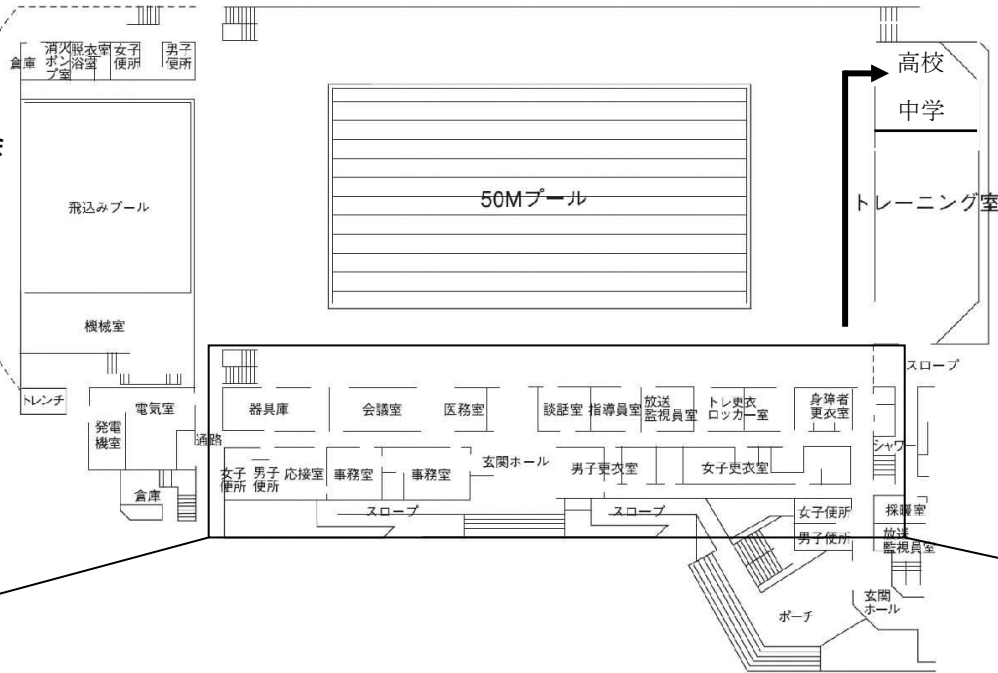 倉庫
消火
ポン
プ室
脱衣室
浴室
女子
便所
男子
便所
高校
中学
飛込みプール
50Mプール
トレーニング室
機械室
スロープ
トレンチ
電気室
発電
機室
通路
倉庫
器具庫
会議室
医務室
談話室
指導員室
放送
監視員室
トレ更衣
ロッカー室
身障者
更衣室
シャワ
女子
便所
男子
便所
応接室
事務室
事務室
玄関ホール
男子更衣室
女子更衣室
スロープ
スロープ
女子便所
男子便所
採暖室
放送
監視員室
玄関
ホール
ポーチ